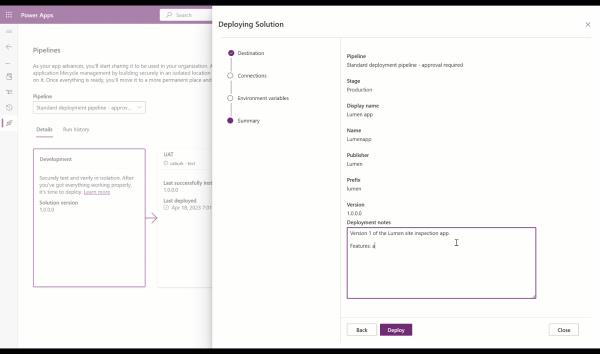 Power Apps
Search
Pipelines
As your app advances, you'll start sharing it to be used in your organization. A
application lifecycle management by building securely in an isolated location
on it. Once everything is ready, you'll move it to a more permanent place and
Pipeline
Standard deployment pipeline - approv...
Details
Run history
Development
Securely test and verify in isolation. After
you've got everything working properly,
it's time to deploy. Learn more
Solution version
1.0.0.0
UAT
Last successfully inst
1.0.0.0
Last deployed
Apr 18, 2023 7:01
Deploying Solution
Destination
Connections
Environment variables
Summary
Pipeline
Standard deployment pipeline - approval required
Stage
Production
Display name
Lumen app
Name
Lumenapp
Publisher
Lumen
Prefix
lumen
Version
1.0.0.0
Deployment notes
Version 1 of the Lumen site inspection app.
Features: a
Back
Deploy
Close